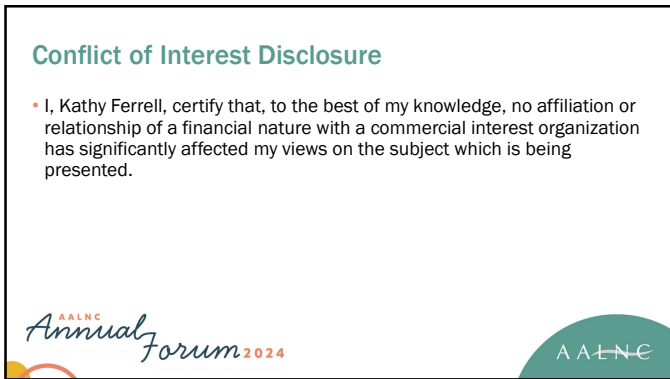 Conflict of Interest Disclosure
• I, Kathy Ferrell, certify that, to the best of my knowledge, no affiliation or
relationship of a financial nature with a commercial interest organization
has significantly affected my views on the subject which is being
presented.
AALNC
Annual
Forum 2024
AALNC